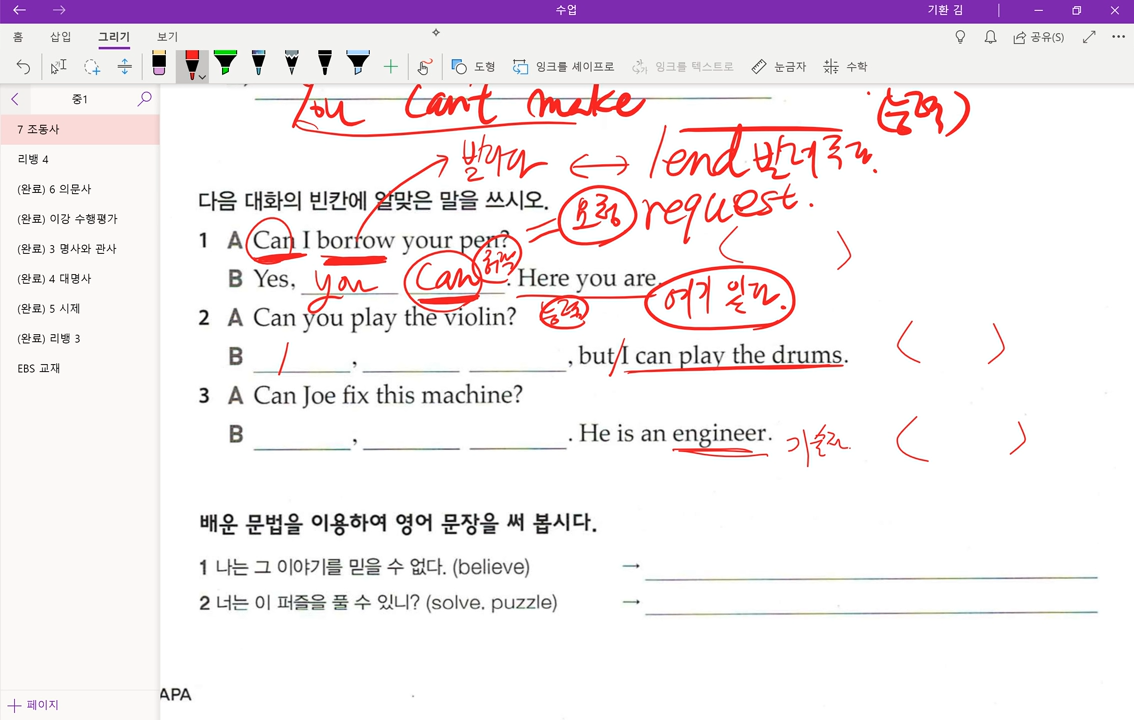 수업
기환 김
홈 삽입 그리기 보기
공유(S)
도형 잉크를 셰이프로 잉크를 텍스트로 눈금자 수학
중1
7 조동사
리뱅 4
(완료) 6 의문사
(완료) 이강 수행평가
(완료) 3 명사와 관사
(완료) 4 대명사
(완료) 5 시제
(완료) 리뱅 3
EBS 교재
페이지
You can't make (능력)
빌리다 ↔ lend 빌려주다.
다음 대화의 빈칸에 알맞은 말을 쓰시오. = 요청 request.
1 A Can I borrow your pen? ( )
B Yes, you can 허락. Here you are. 여기 있다.
2 A Can you play the violin? 능력
B ________, ________ ________, but I can play the drums. ( )
3 A Can Joe fix this machine?
B ________, ________ ________. He is an engineer. 기술자 ( )
배운 문법을 이용하여 영어 문장을 써 봅시다.
1 나는 그 이야기를 믿을 수 없다. (believe) →
2 너는 이 퍼즐을 풀 수 있니? (solve, puzzle) →
APA